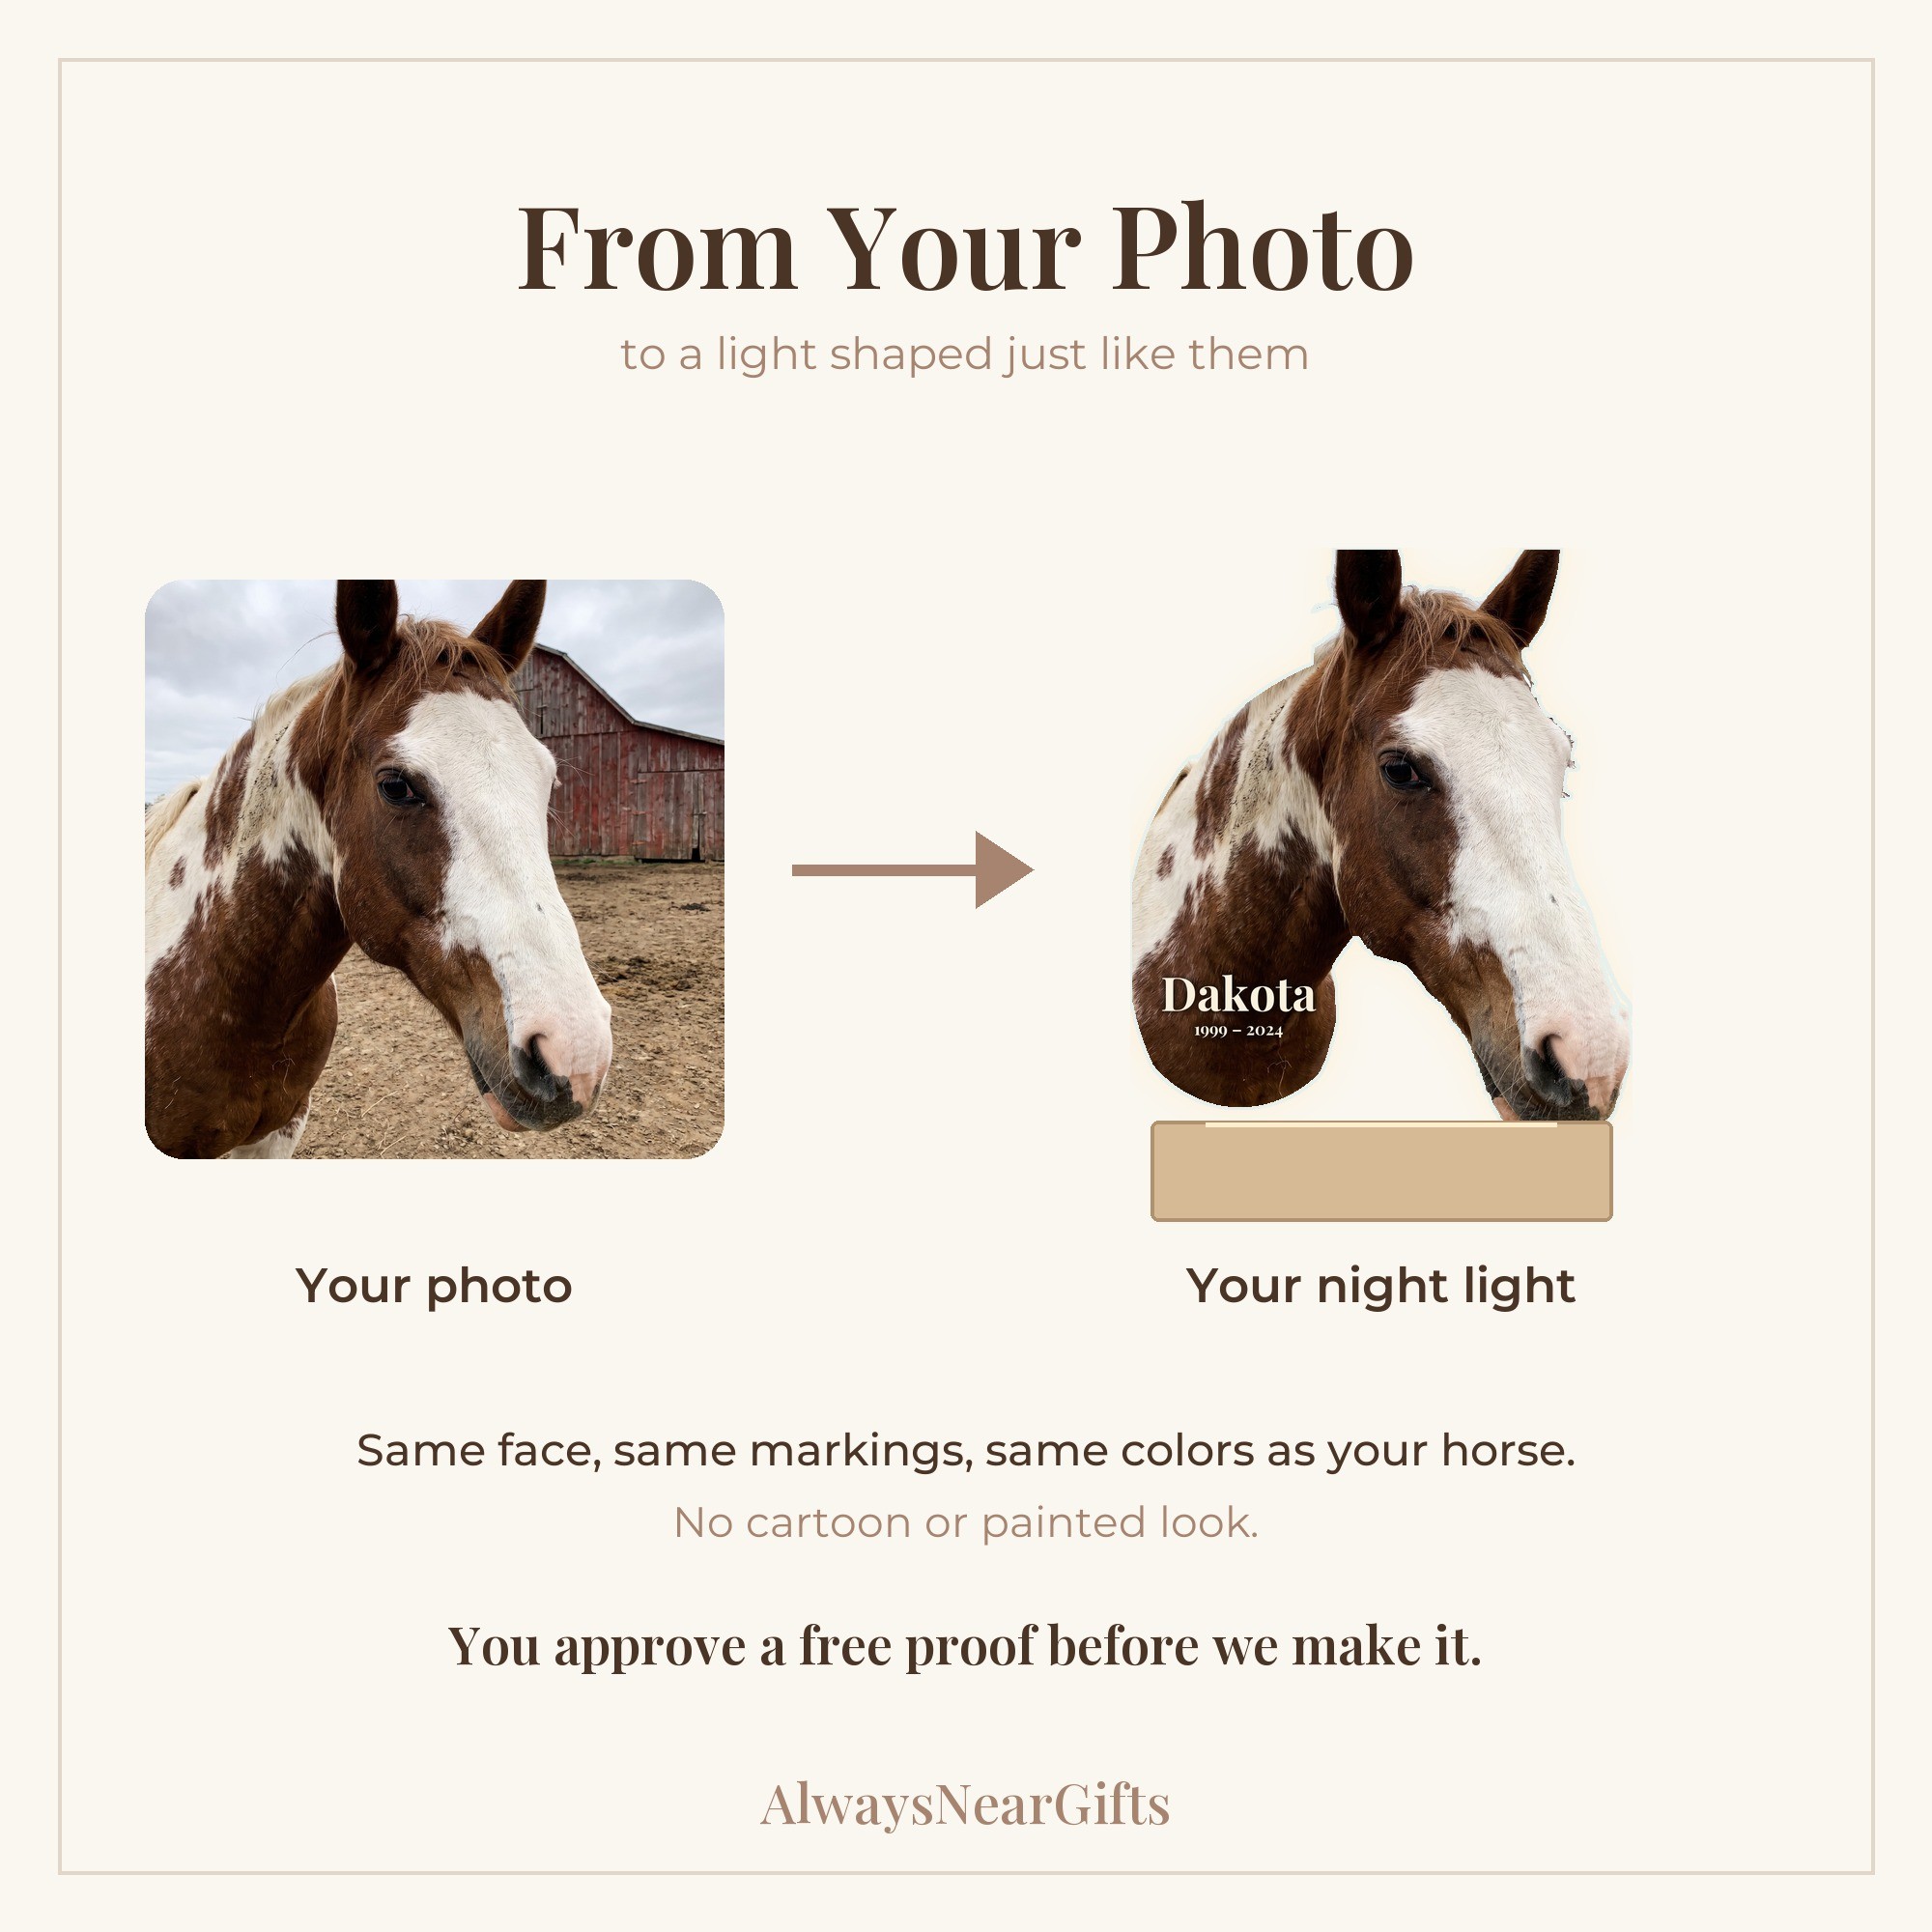 From Your Photo
to a light shaped just like them
Dakota
1999 – 2024
Your photo
Your night light
Same face, same markings, same colors as your horse.
No cartoon or painted look.
You approve a free proof before we make it.
AlwaysNearGifts